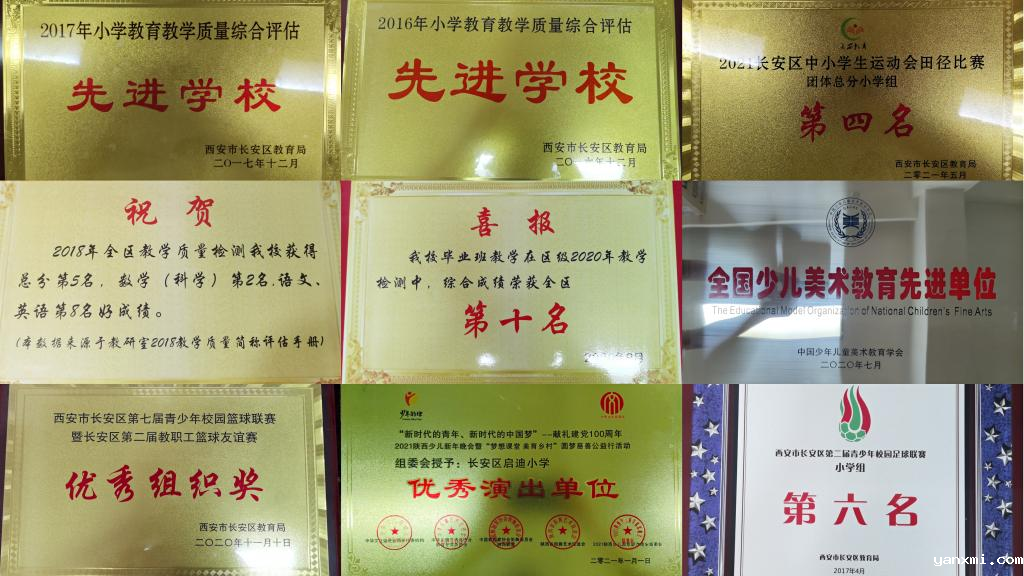 2017年小学教育教学质量综合评估
先进学校
西安市长安区教育局
二〇一七年十二月
2016年小学教育教学质量综合评估
先进学校
西安市长安区教育局
二〇一六年十二月
2021长安区中小学生运动会田径比赛
团体总分小学组
第四名
西安市长安区教育局
二零二一年五月
祝贺
2018年全区教学质量检测我校获得
总分第5名，数学（科学）第2名.语文、
英语第8名好成绩。
(本数据来源于教研室2018教学质量简称评估手册)
喜报
我校毕业班教学在区级2020年教学
检测中，综合成绩荣获全区
第十名
全国少儿美术教育先进单位
The Educational Model Organization of National Children's Fine Arts
中国少年儿童美术教育学会
二〇二〇年七月
西安市长安区第七届青少年校园篮球联赛
暨长安区第二届教职工篮球友谊赛
优秀组织奖
西安市长安区教育局
二〇二〇年十一月十日
“新时代的青年、新时代的中国梦”--献礼建党100周年
2021陕西少儿新年晚会暨“梦想课堂 美育乡村”圆梦慈善公益行活动
组委会授予：长安区启迪小学
优秀演出单位
二零二一年一月一日
西安市长安区第二届青少年校园足球联赛
小学组
第六名
西安市长安区教育局
2017年4月
yanxmi.com